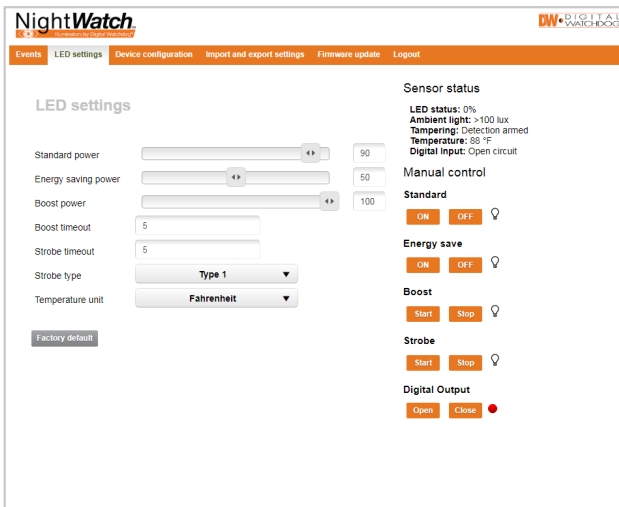 NightWatch
Illumination by Digital Watchdog
DW DIGITAL WATCHDOG
Events LED settings Device configuration Import and export settings Firmware update Logout
LED settings
Standard power 90
Energy saving power 50
Boost power 100
Boost timeout 5
Strobe timeout 5
Strobe type Type 1
Temperature unit Fahrenheit
Factory default
Sensor status
LED status: 0%
Ambient light: >100 lux
Tampering: Detection armed
Temperature: 88 °F
Digital Input: Open circuit
Manual control
Standard
ON OFF
Energy save
ON OFF
Boost
Start Stop
Strobe
Start Stop
Digital Output
Open Close